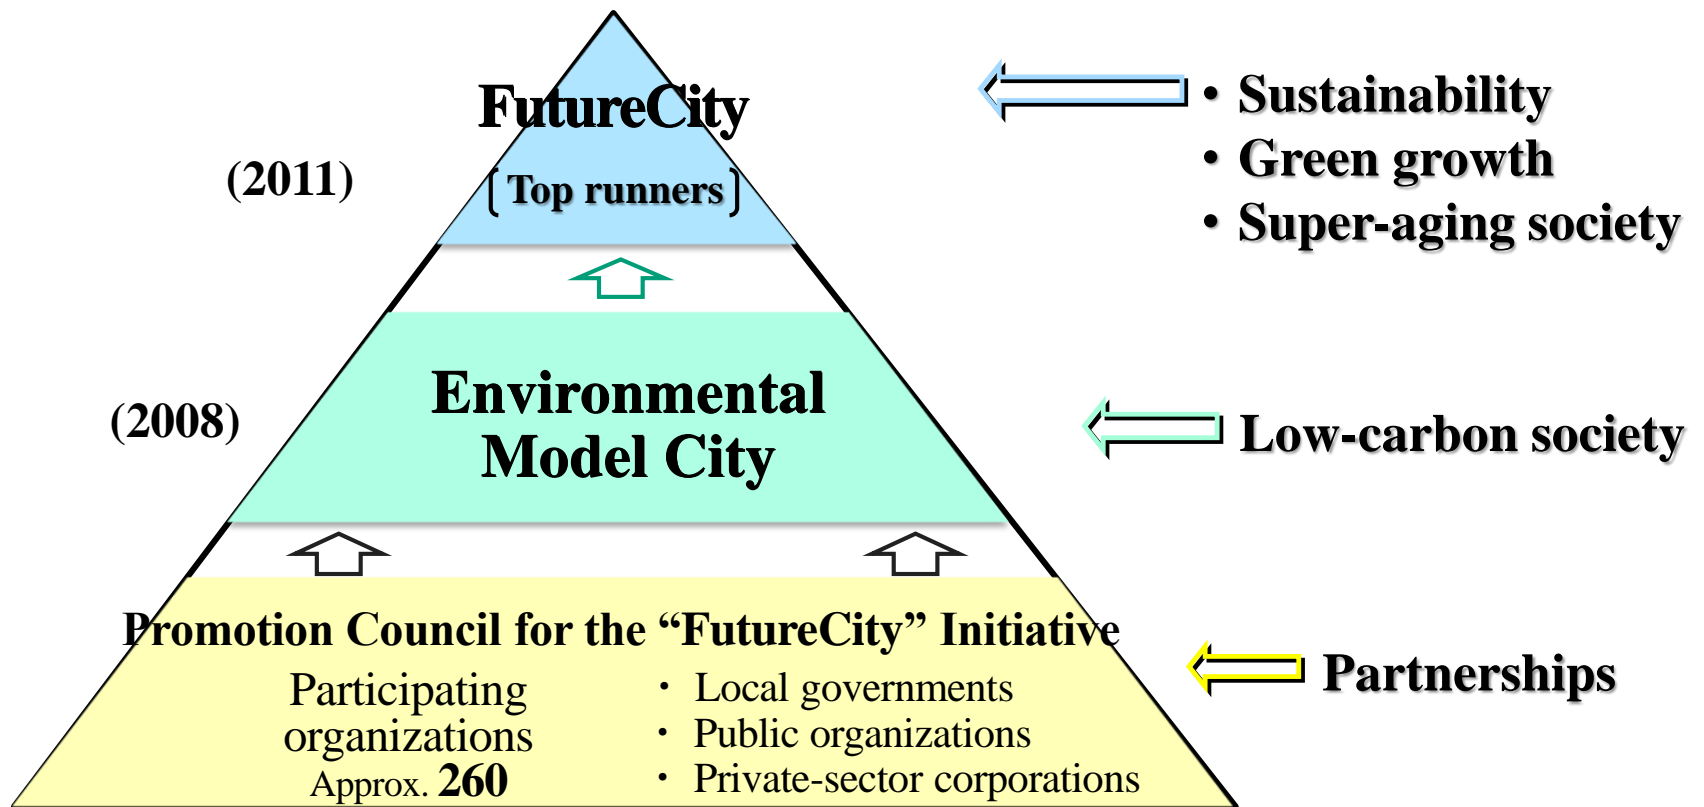 FutureCity
(2011)
[Top runners]
・Sustainability
・Green growth
・Super-aging society
(2008)
Environmental
Model City
Low-carbon society
Promotion Council for the “FutureCity” Initiative
Participating
organizations
Approx. 260
・ Local governments
・ Public organizations
・ Private-sector corporations
Partnerships